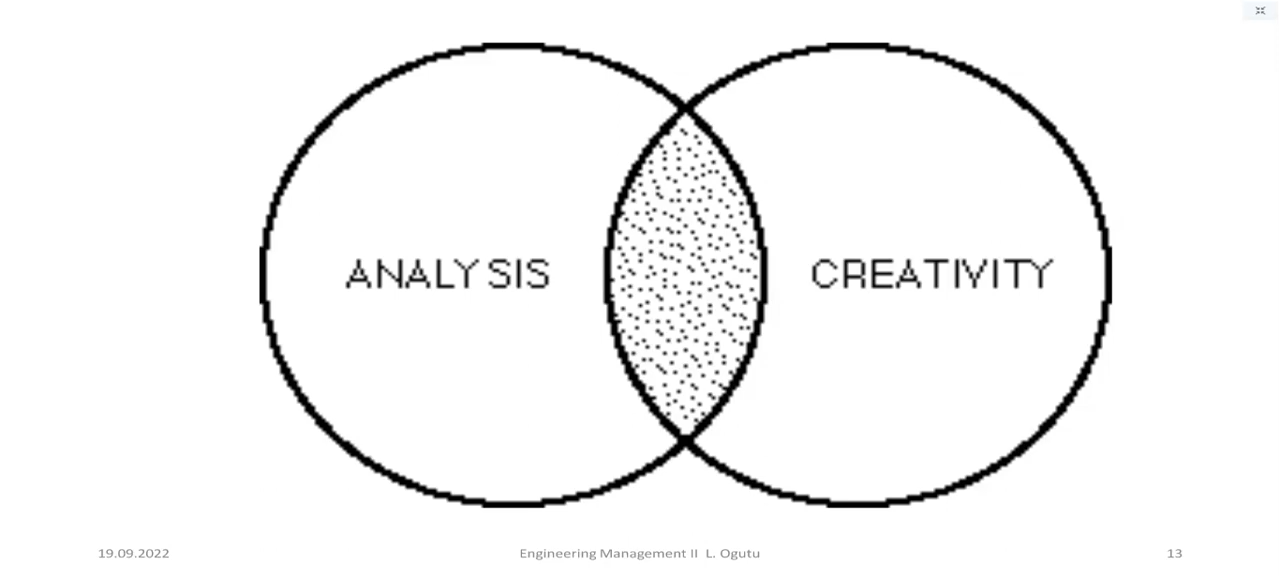 ANALYSIS
CREATIVITY
19.09.2022
Engineering Management II L. Ogutu
13